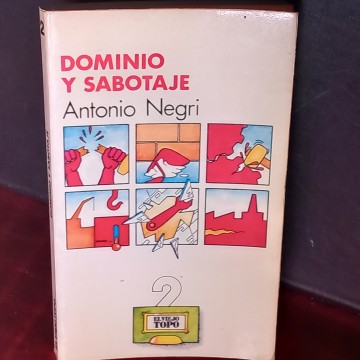 DOMINIO
Y SABOTAJE
Antonio Negri
2
EL VIEJO
TOPO